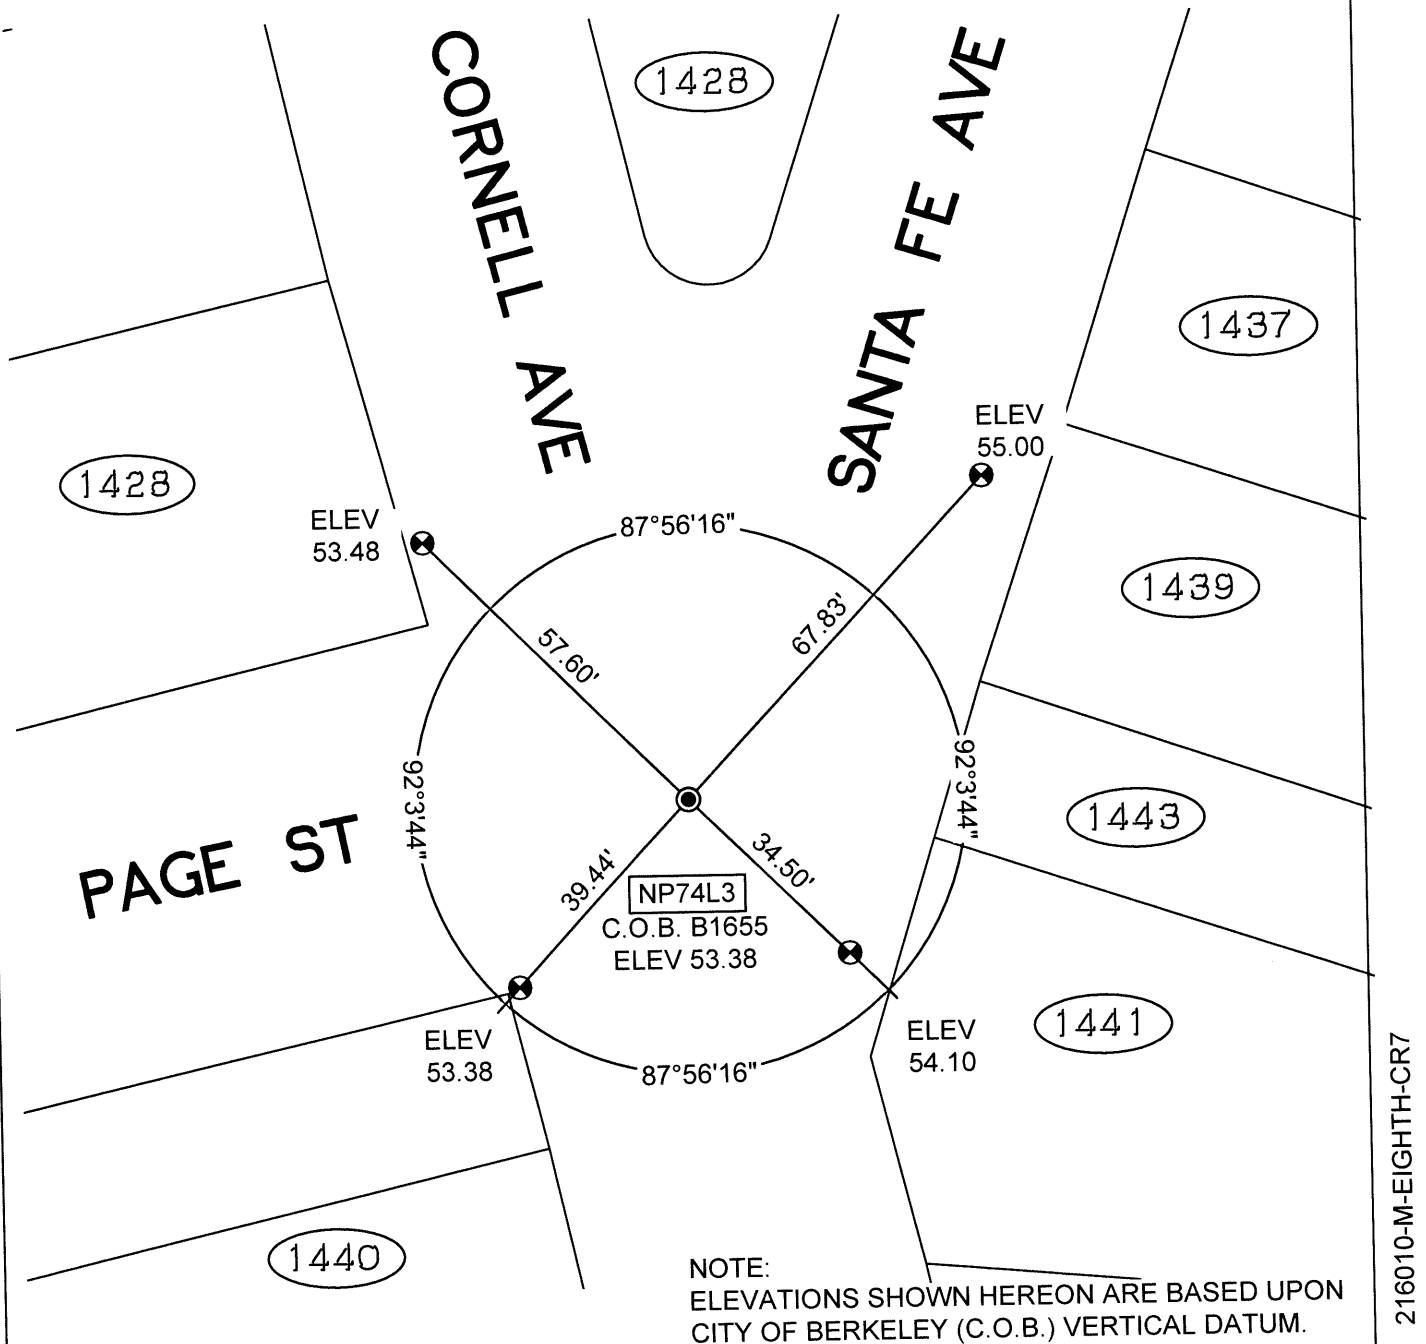 CORNELL AVE
1428
SANTA FE AVE
1437
ELEV
55.00
1428
ELEV
53.48
87°56'16"
1439
57.60'
67.83'
92°3'44"
92°3'44"
1443
PAGE ST
39.44'
34.50'
NP74L3
C.O.B. B1655
ELEV 53.38
ELEV
53.38
87°56'16"
ELEV
54.10
1441
1440
NOTE:
ELEVATIONS SHOWN HEREON ARE BASED UPON
CITY OF BERKELEY (C.O.B.) VERTICAL DATUM.
216010-M-EIGHTH-CR7